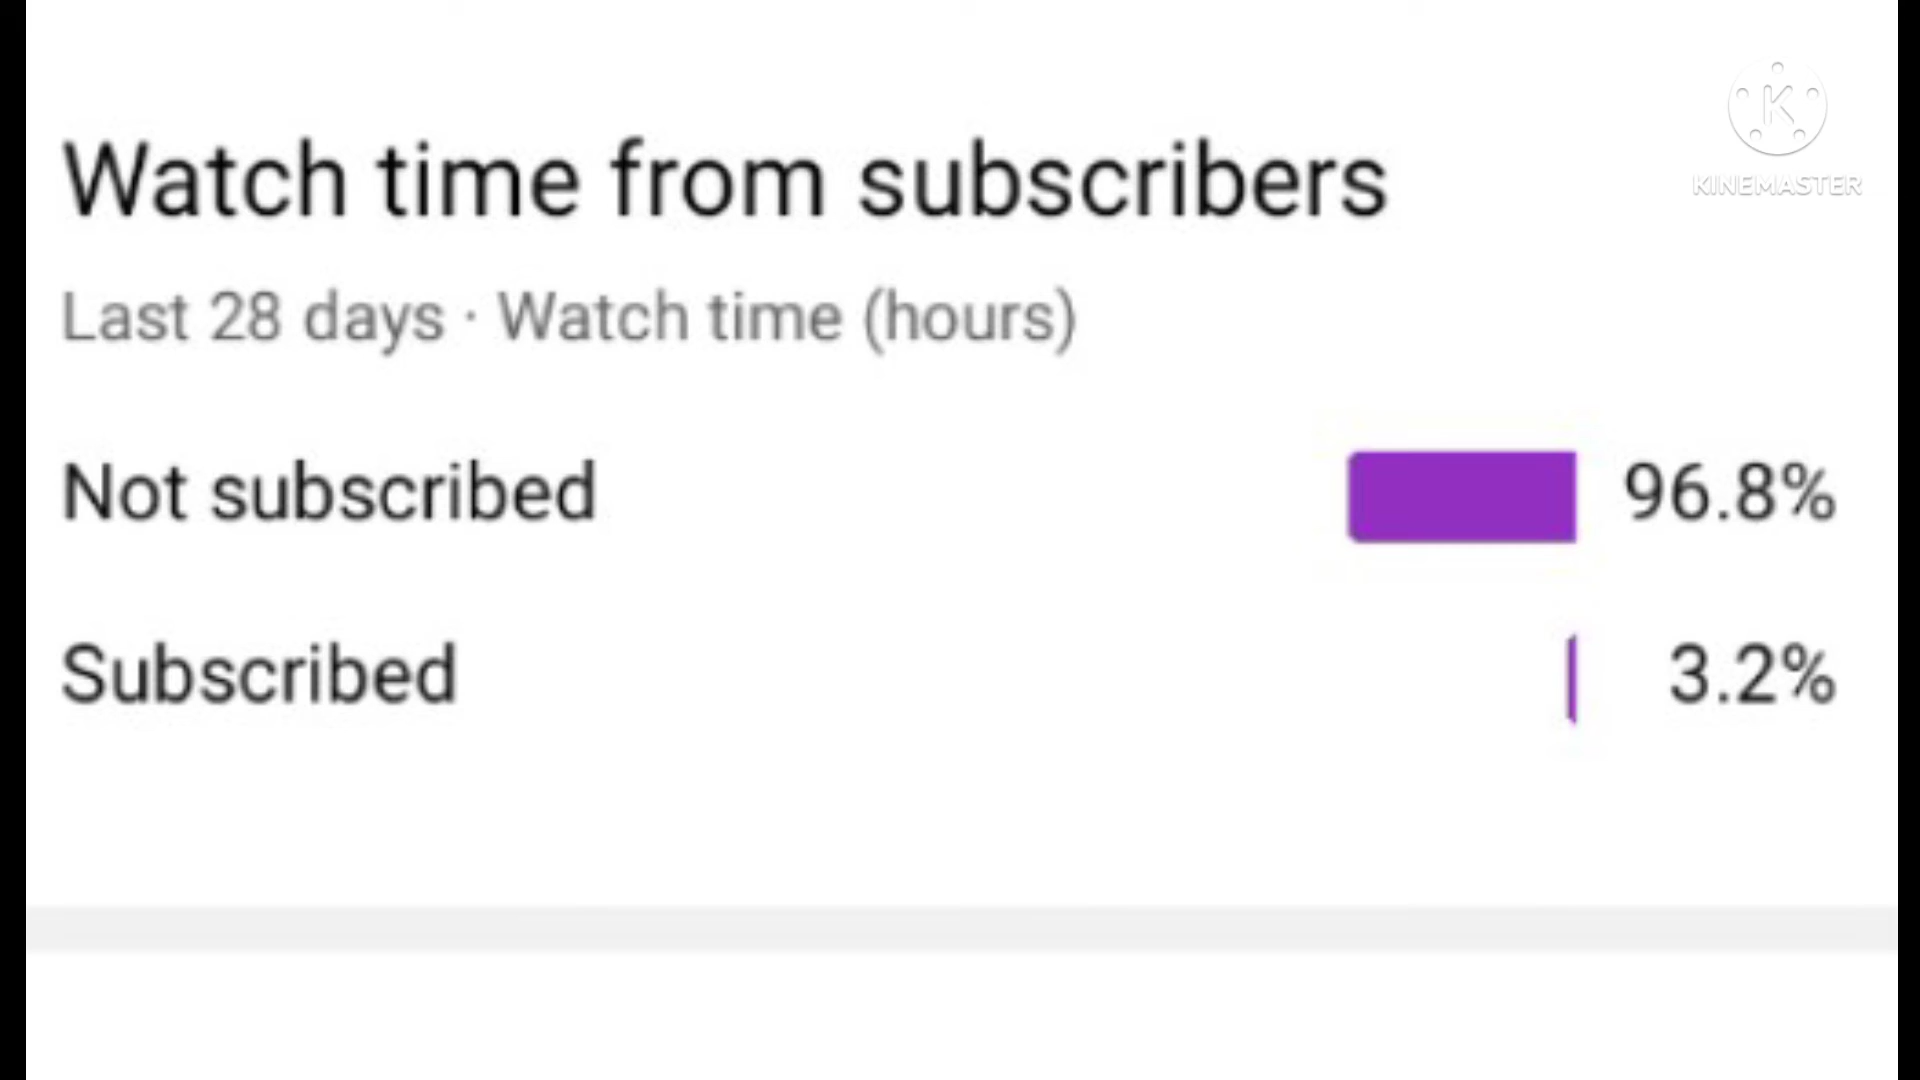 KINEMASTER
Watch time from subscribers
Last 28 days · Watch time (hours)
Not subscribed 96.8%
Subscribed 3.2%